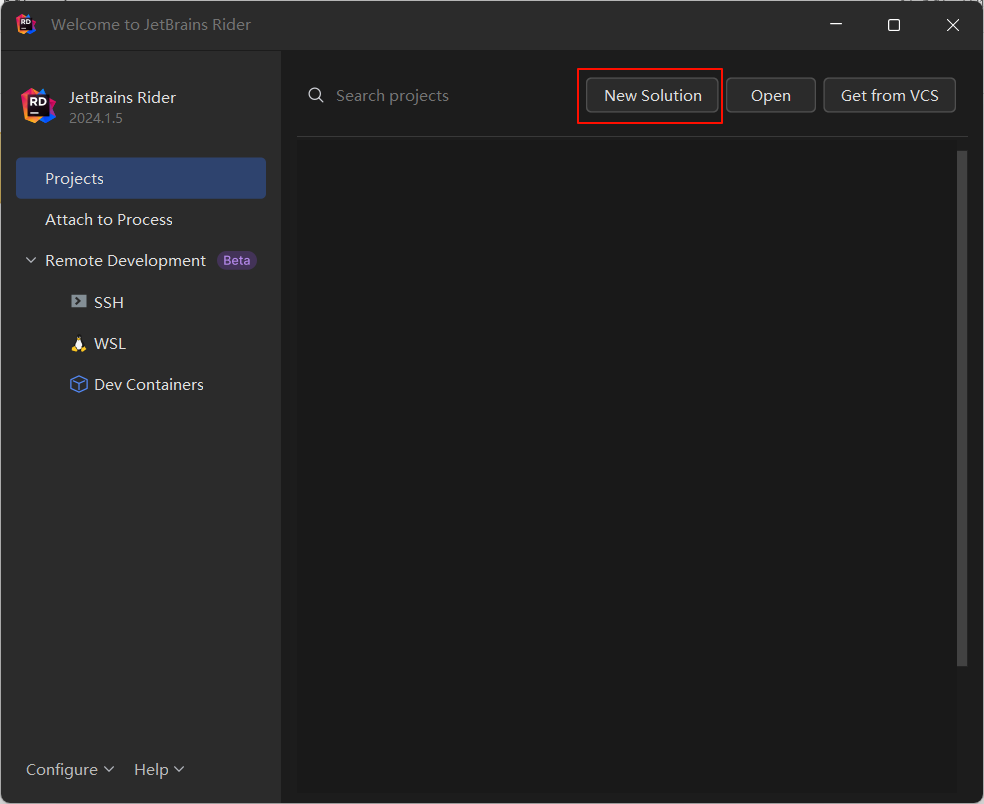 Welcome to JetBrains Rider
RD
JetBrains Rider
2024.1.5
Search projects
New Solution
Open
Get from VCS
Projects
Attach to Process
Remote Development Beta
SSH
WSL
Dev Containers
Configure
Help